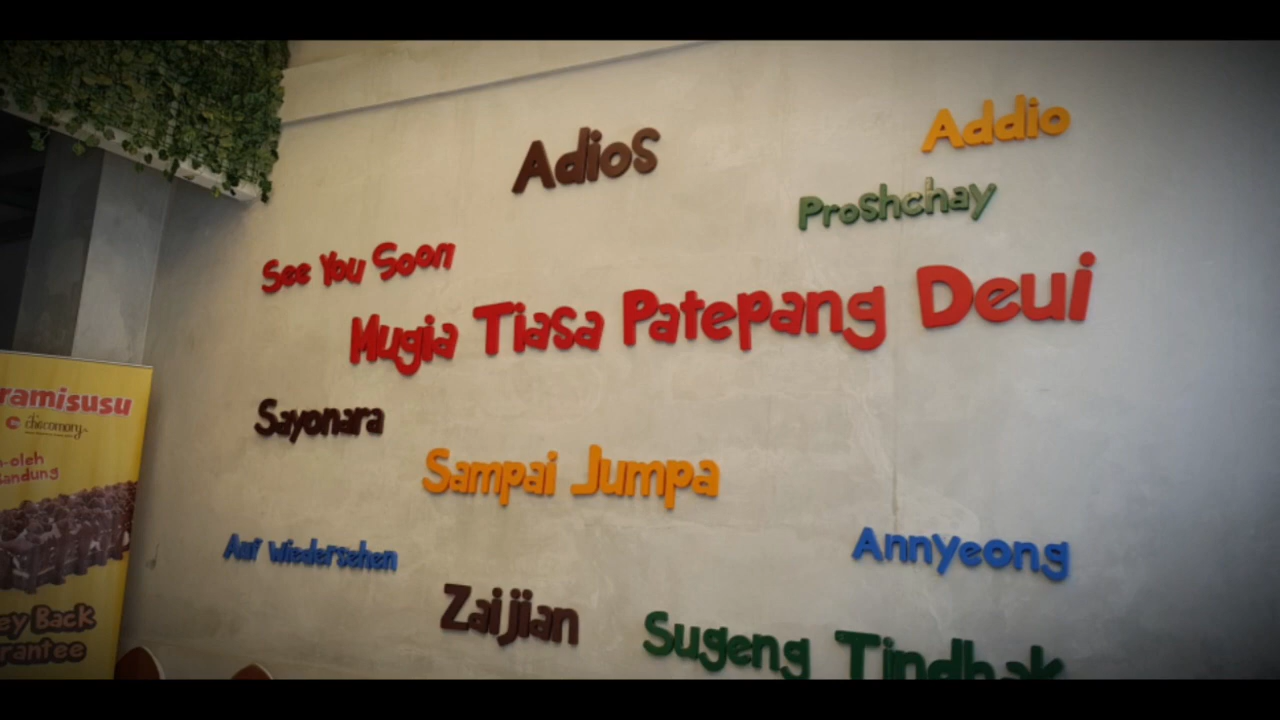 Adios
Addio
Proshchay
See You Soon
Mugia Tiasa Patepang Deui
Sayonara
Sampai Jumpa
Auf wiedersehen
Annyeong
Zaijian
Sugeng Tindhak
ramisusu
chocomory
-oleh
andung
ey Back
rantee